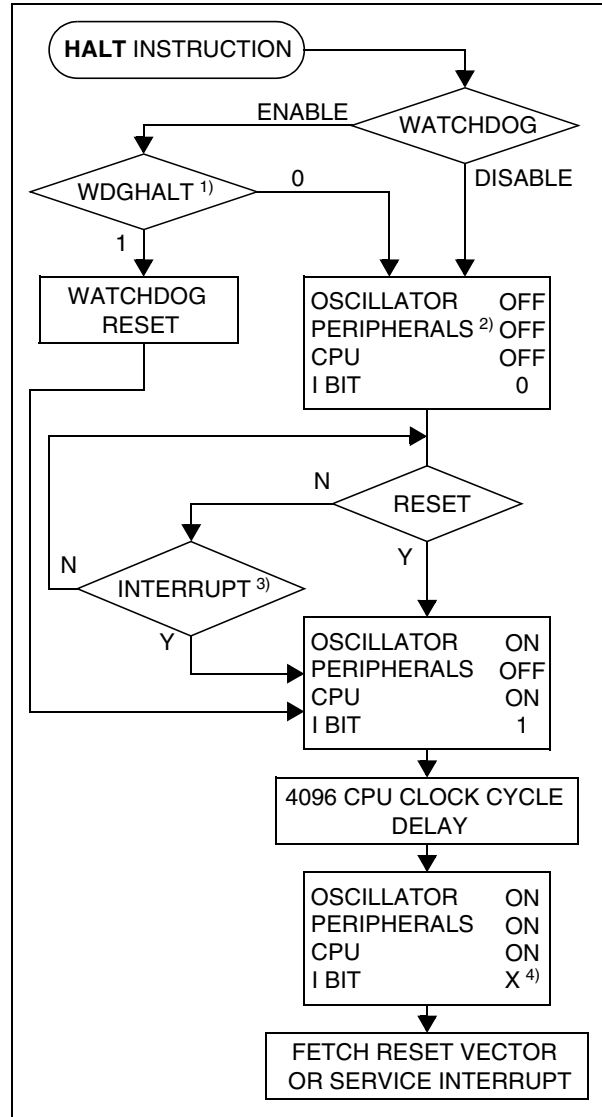 HALT INSTRUCTION
ENABLE
WATCHDOG
WDGHALT 1)
0
DISABLE
1
WATCHDOG
RESET
OSCILLATOR OFF
PERIPHERALS 2) OFF
CPU OFF
I BIT 0
N
RESET
Y
N
INTERRUPT 3)
Y
OSCILLATOR ON
PERIPHERALS OFF
CPU ON
I BIT 1
4096 CPU CLOCK CYCLE
DELAY
OSCILLATOR ON
PERIPHERALS ON
CPU ON
I BIT X 4)
FETCH RESET VECTOR
OR SERVICE INTERRUPT